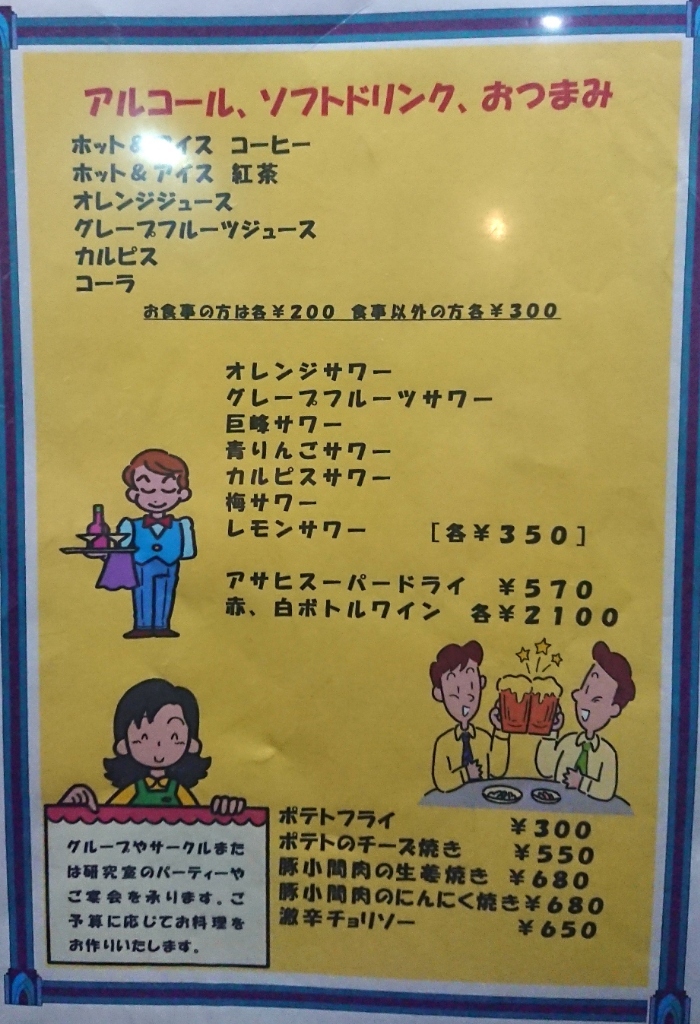 アルコール、ソフトドリンク、おつまみ
ホット＆アイス コーヒー
ホット＆アイス 紅茶
オレンジジュース
グレープフルーツジュース
カルピス
コーラ
お食事の方は各￥200 食事以外の方各￥300
オレンジサワー
グレープフルーツサワー
巨峰サワー
青りんごサワー
カルピスサワー
梅サワー
レモンサワー ［各￥350］
アサヒスーパードライ ￥570
赤、白ボトルワイン 各￥2100
ポテトフライ ￥300
ポテトのチーズ焼き ￥550
豚小間肉の生姜焼き ￥680
豚小間肉のにんにく焼き￥680
激辛チョリソー ￥650
グループやサークルまた
は研究室のパーティーや
ご宴会を承ります。ご
予算に応じてお料理を
お作りいたします。